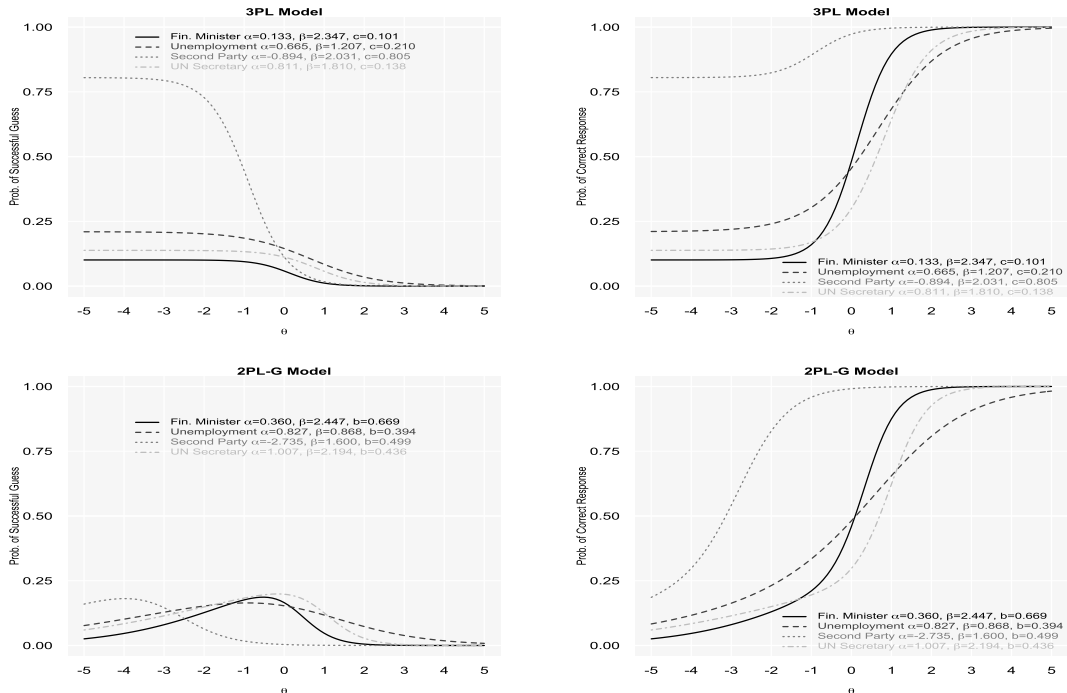 3PL Model
Fin. Minister α=0.133, β=2.347, c=0.101
Unemployment α=0.665, β=1.207, c=0.210
Second Party α=-0.894, β=2.031, c=0.805
UN Secretary α=0.811, β=1.810, c=0.138
Prob. of Successful Guess
1.00
0.75
0.50
0.25
0.00
-5 -4 -3 -2 -1 0 1 2 3 4 5
θ
3PL Model
Prob. of Correct Response
1.00
0.75
0.50
0.25
0.00
Fin. Minister α=0.133, β=2.347, c=0.101
Unemployment α=0.665, β=1.207, c=0.210
Second Party α=-0.894, β=2.031, c=0.805
UN Secretary α=0.811, β=1.810, c=0.138
-5 -4 -3 -2 -1 0 1 2 3 4 5
θ
2PL-G Model
Fin. Minister α=0.360, β=2.447, b=0.669
Unemployment α=0.827, β=0.868, b=0.394
Second Party α=-2.735, β=1.600, b=0.499
UN Secretary α=1.007, β=2.194, b=0.436
Prob. of Successful Guess
1.00
0.75
0.50
0.25
0.00
-5 -4 -3 -2 -1 0 1 2 3 4 5
θ
2PL-G Model
Prob. of Correct Response
1.00
0.75
0.50
0.25
0.00
Fin. Minister α=0.360, β=2.447, b=0.669
Unemployment α=0.827, β=0.868, b=0.394
Second Party α=-2.735, β=1.600, b=0.499
UN Secretary α=1.007, β=2.194, b=0.436
-5 -4 -3 -2 -1 0 1 2 3 4 5
θ